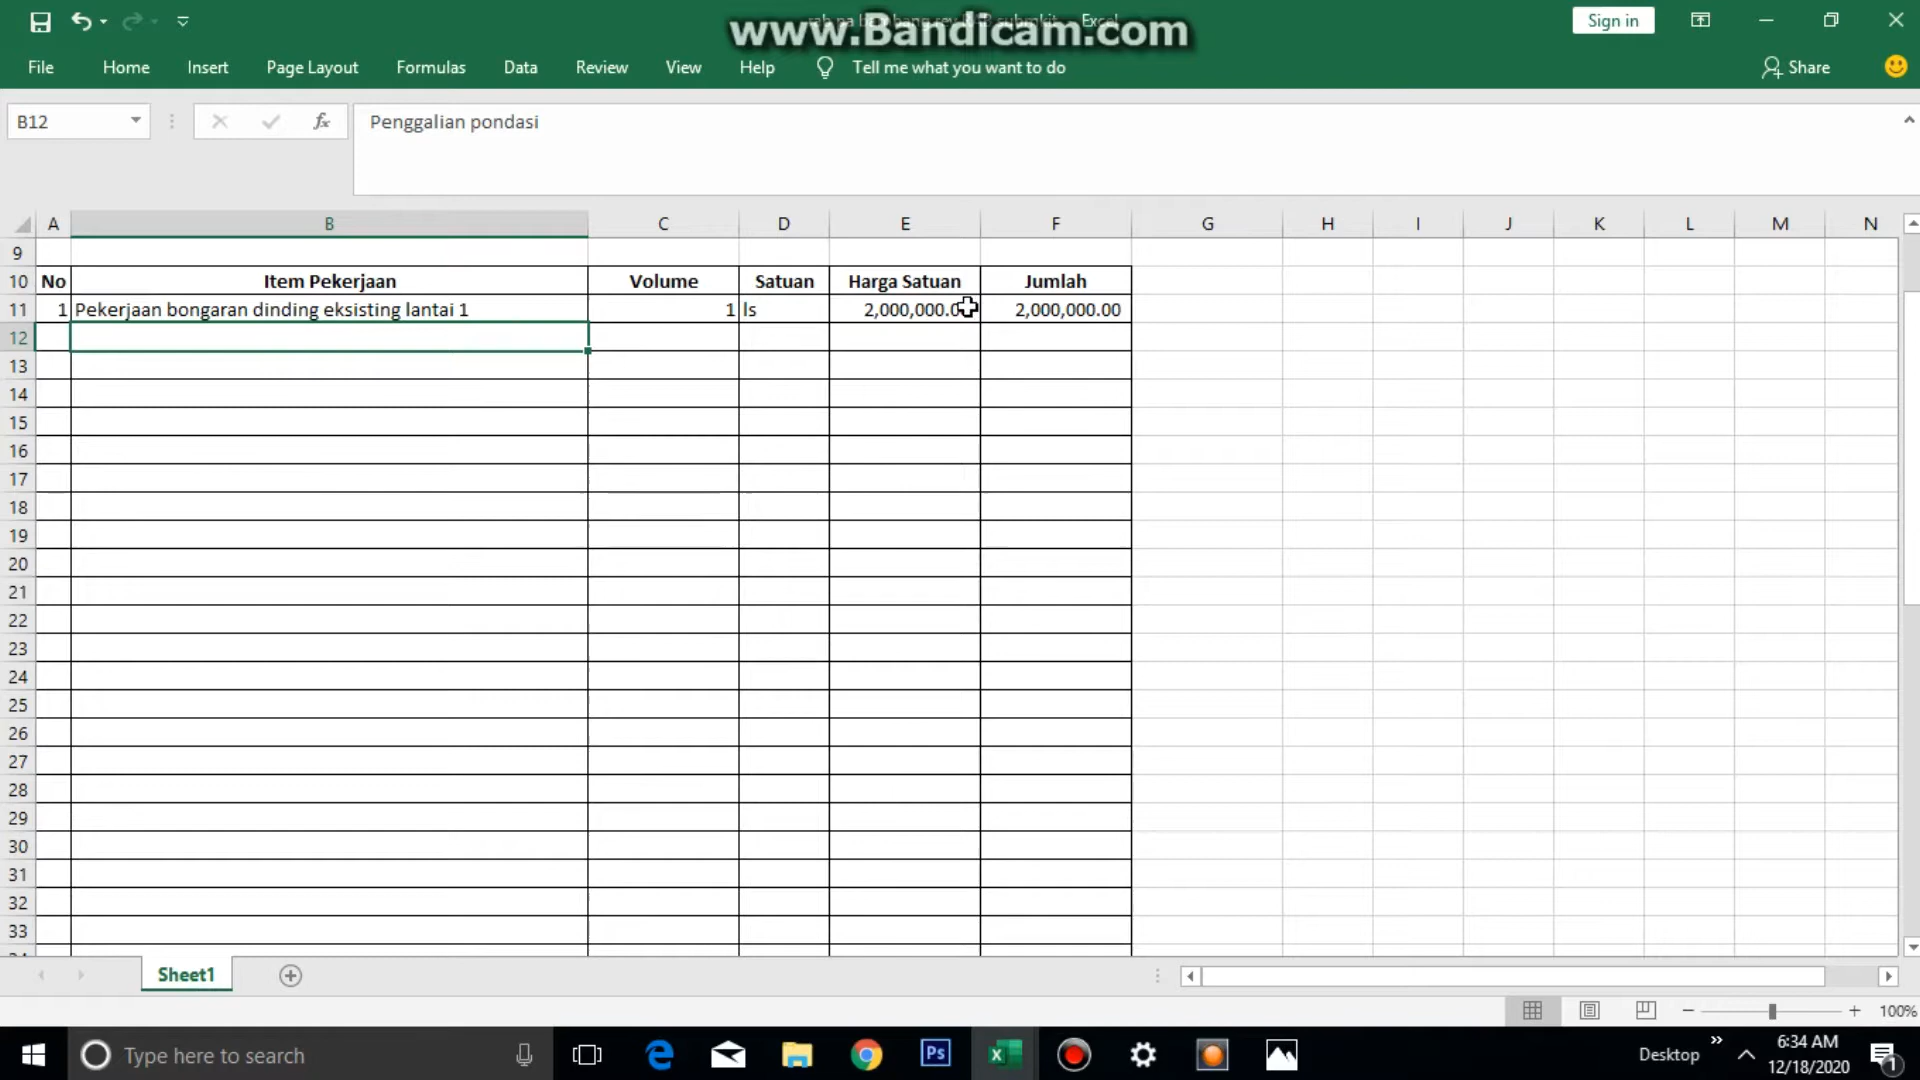 www.Bandicam.com
Sign in
File Home Insert Page Layout Formulas Data Review View Help Tell me what you want to do Share
B12 fx Penggalian pondasi
A B C D E F G H I J K L M N
9
10 No Item Pekerjaan Volume Satuan Harga Satuan Jumlah
11 1 Pekerjaan bongaran dinding eksisting lantai 1 1 ls 2,000,000.0 2,000,000.00
12
13
14
15
16
17
18
19
20
21
22
23
24
25
26
27
28
29
30
31
32
33
Sheet1
100%
Type here to search
Ps
Desktop
6:34 AM
12/18/2020
1